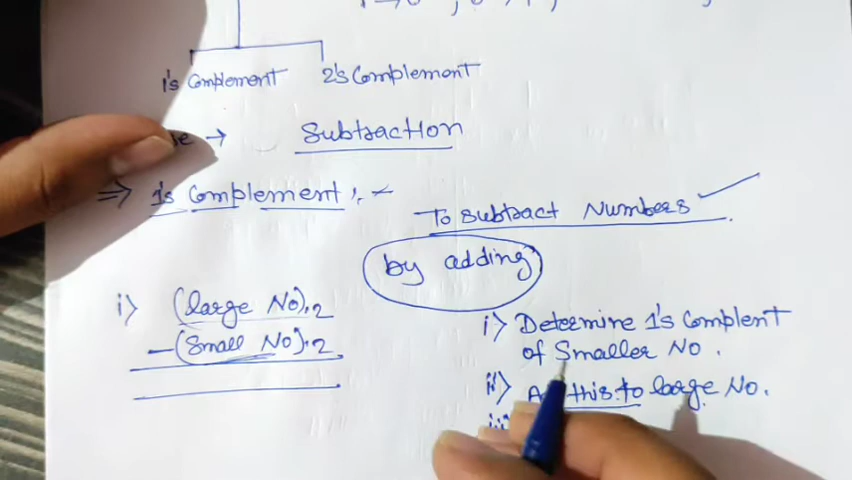 1's Complement 2's Complement
→ Subtraction
⇒ 1's Complement :-
To subtract Numbers ✓
by adding
i) (large No).2
- (Small No).2
i) Determine 1's Complent
of Smaller No.
ii) this to large No.